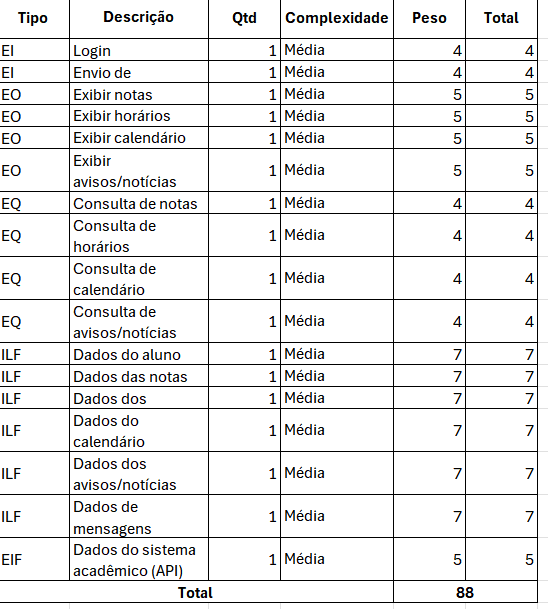 Tipo Descrição Qtd Complexidade Peso Total
EI Login 1 Média 4 4
EI Envio de 1 Média 4 4
EO Exibir notas 1 Média 5 5
EO Exibir horários 1 Média 5 5
EO Exibir calendário 1 Média 5 5
EO Exibir
avisos/notícias 1 Média 5 5
EQ Consulta de notas 1 Média 4 4
EQ Consulta de
horários 1 Média 4 4
EQ Consulta de
calendário 1 Média 4 4
EQ Consulta de
avisos/notícias 1 Média 4 4
ILF Dados do aluno 1 Média 7 7
ILF Dados das notas 1 Média 7 7
ILF Dados dos 1 Média 7 7
ILF Dados do
calendário 1 Média 7 7
ILF Dados dos
avisos/notícias 1 Média 7 7
ILF Dados de
mensagens 1 Média 7 7
EIF Dados do sistema
acadêmico (API) 1 Média 5 5
Total 88